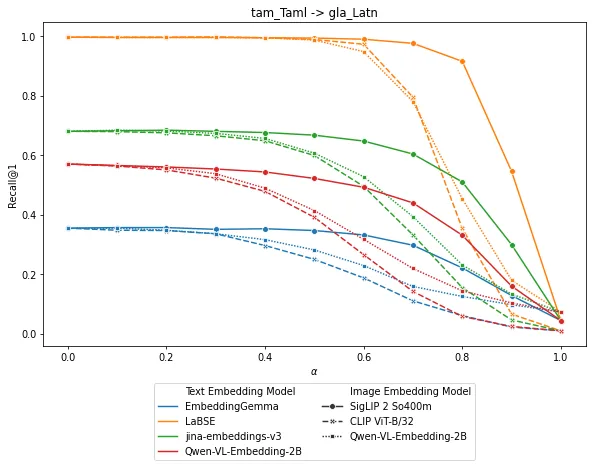 tam_Taml -> gla_Latn
Recall@1
1.0
0.8
0.6
0.4
0.2
0.0
0.0 0.2 0.4 0.6 0.8 1.0
α
Text Embedding Model
EmbeddingGemma
LaBSE
jina-embeddings-v3
Qwen-VL-Embedding-2B
Image Embedding Model
SigLIP 2 So400m
CLIP ViT-B/32
Qwen-VL-Embedding-2B